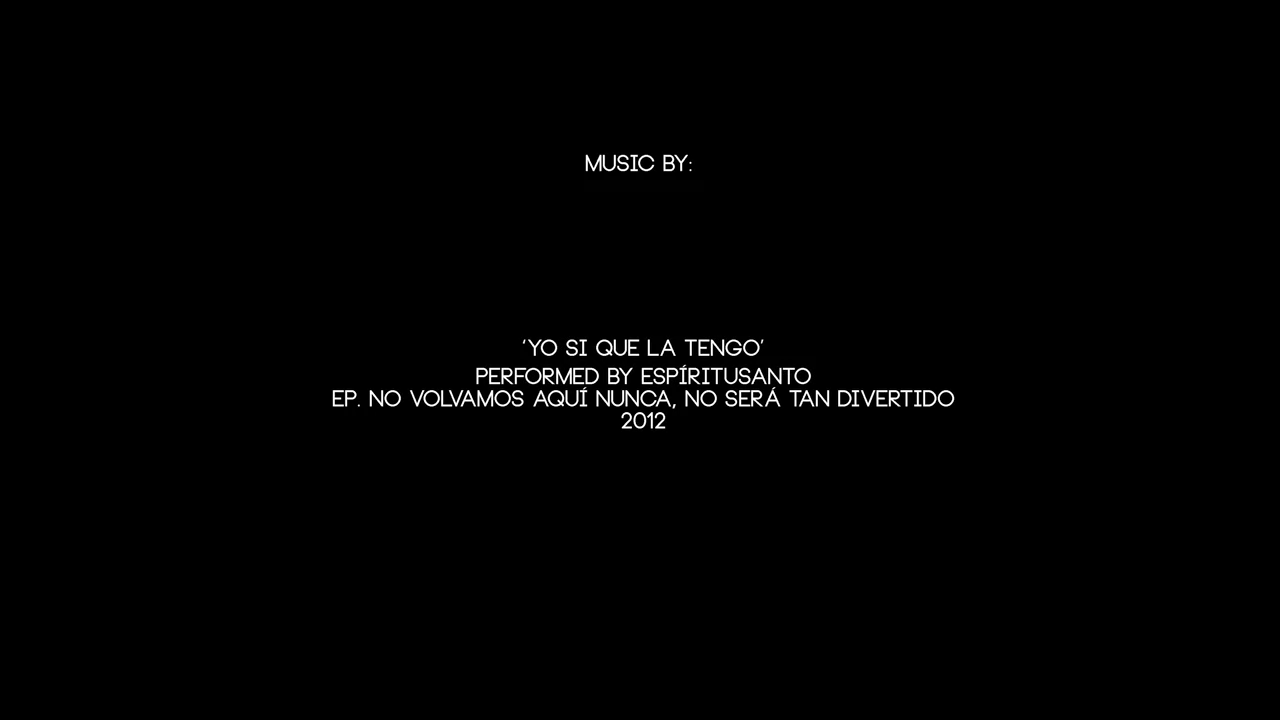 MUSIC BY:
‘YO SI QUE LA TENGO’
PERFORMED BY ESPÍRITUSANTO
EP. NO VOLVAMOS AQUÍ NUNCA, NO SERÁ TAN DIVERTIDO
2012